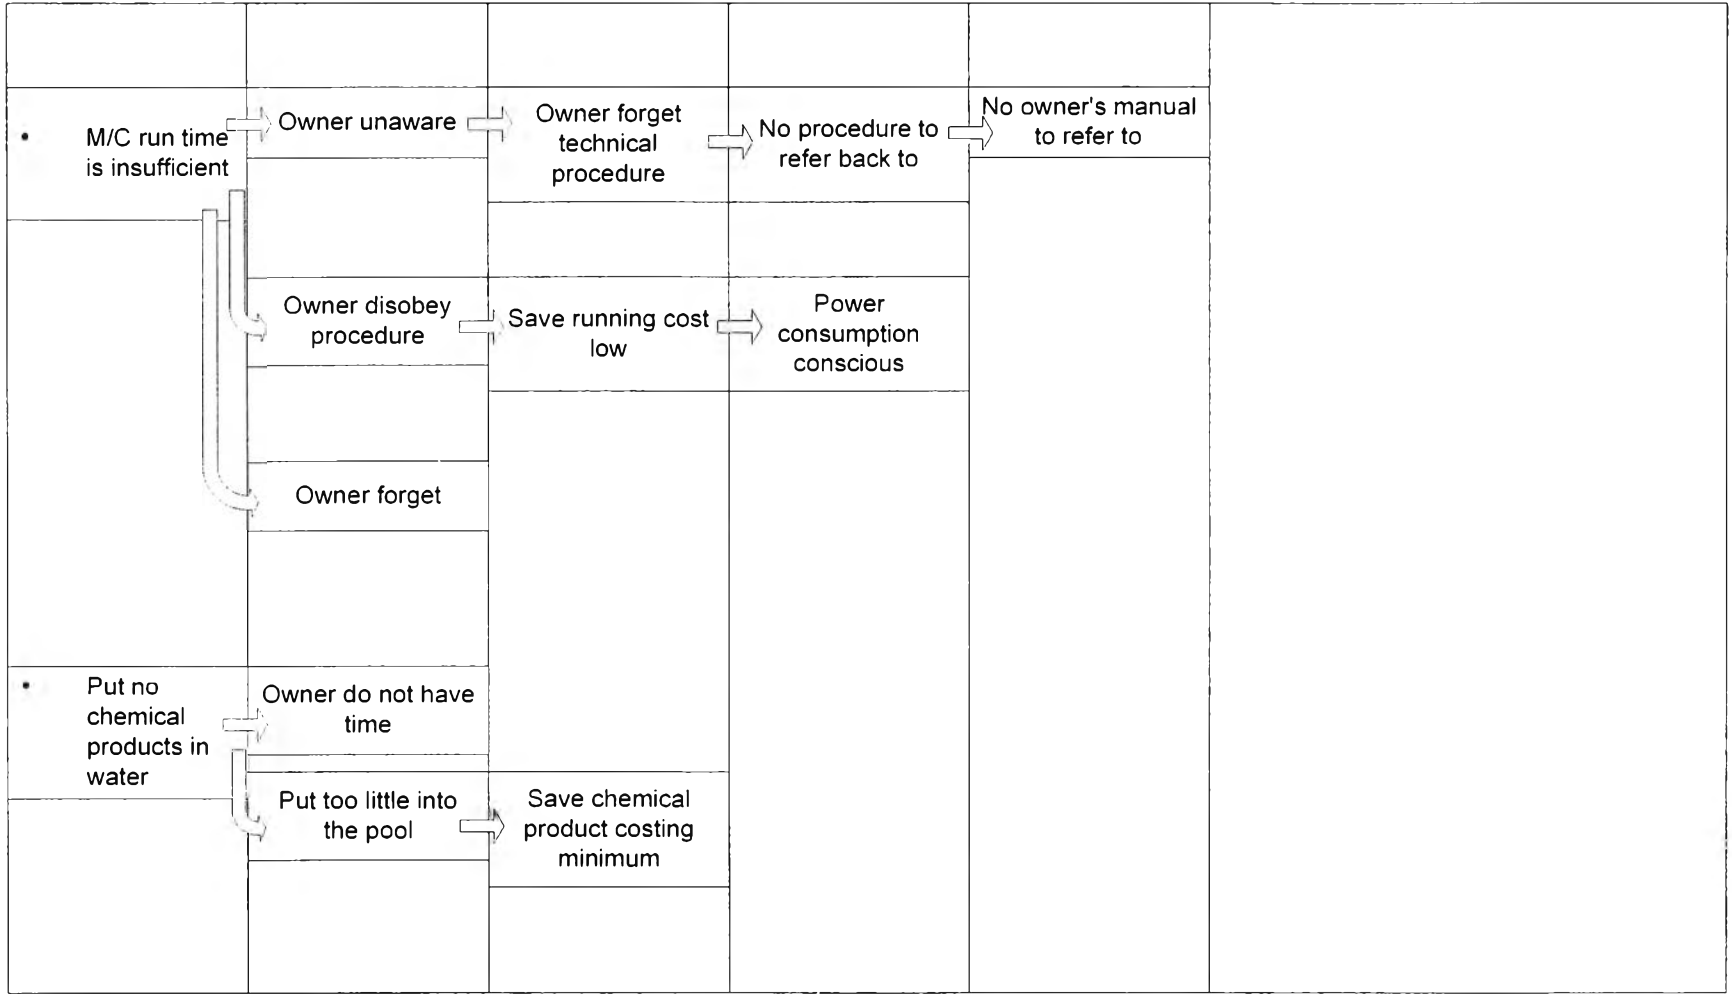 • M/C run time
is insufficient
Owner unaware
Owner forget
technical
procedure
No procedure to
refer back to
No owner's manual
to refer to
Owner disobey
procedure
Save running cost
low
Power
consumption
conscious
Owner forget
• Put no
chemical
products in
water
Owner do not have
time
Put too little into
the pool
Save chemical
product costing
minimum